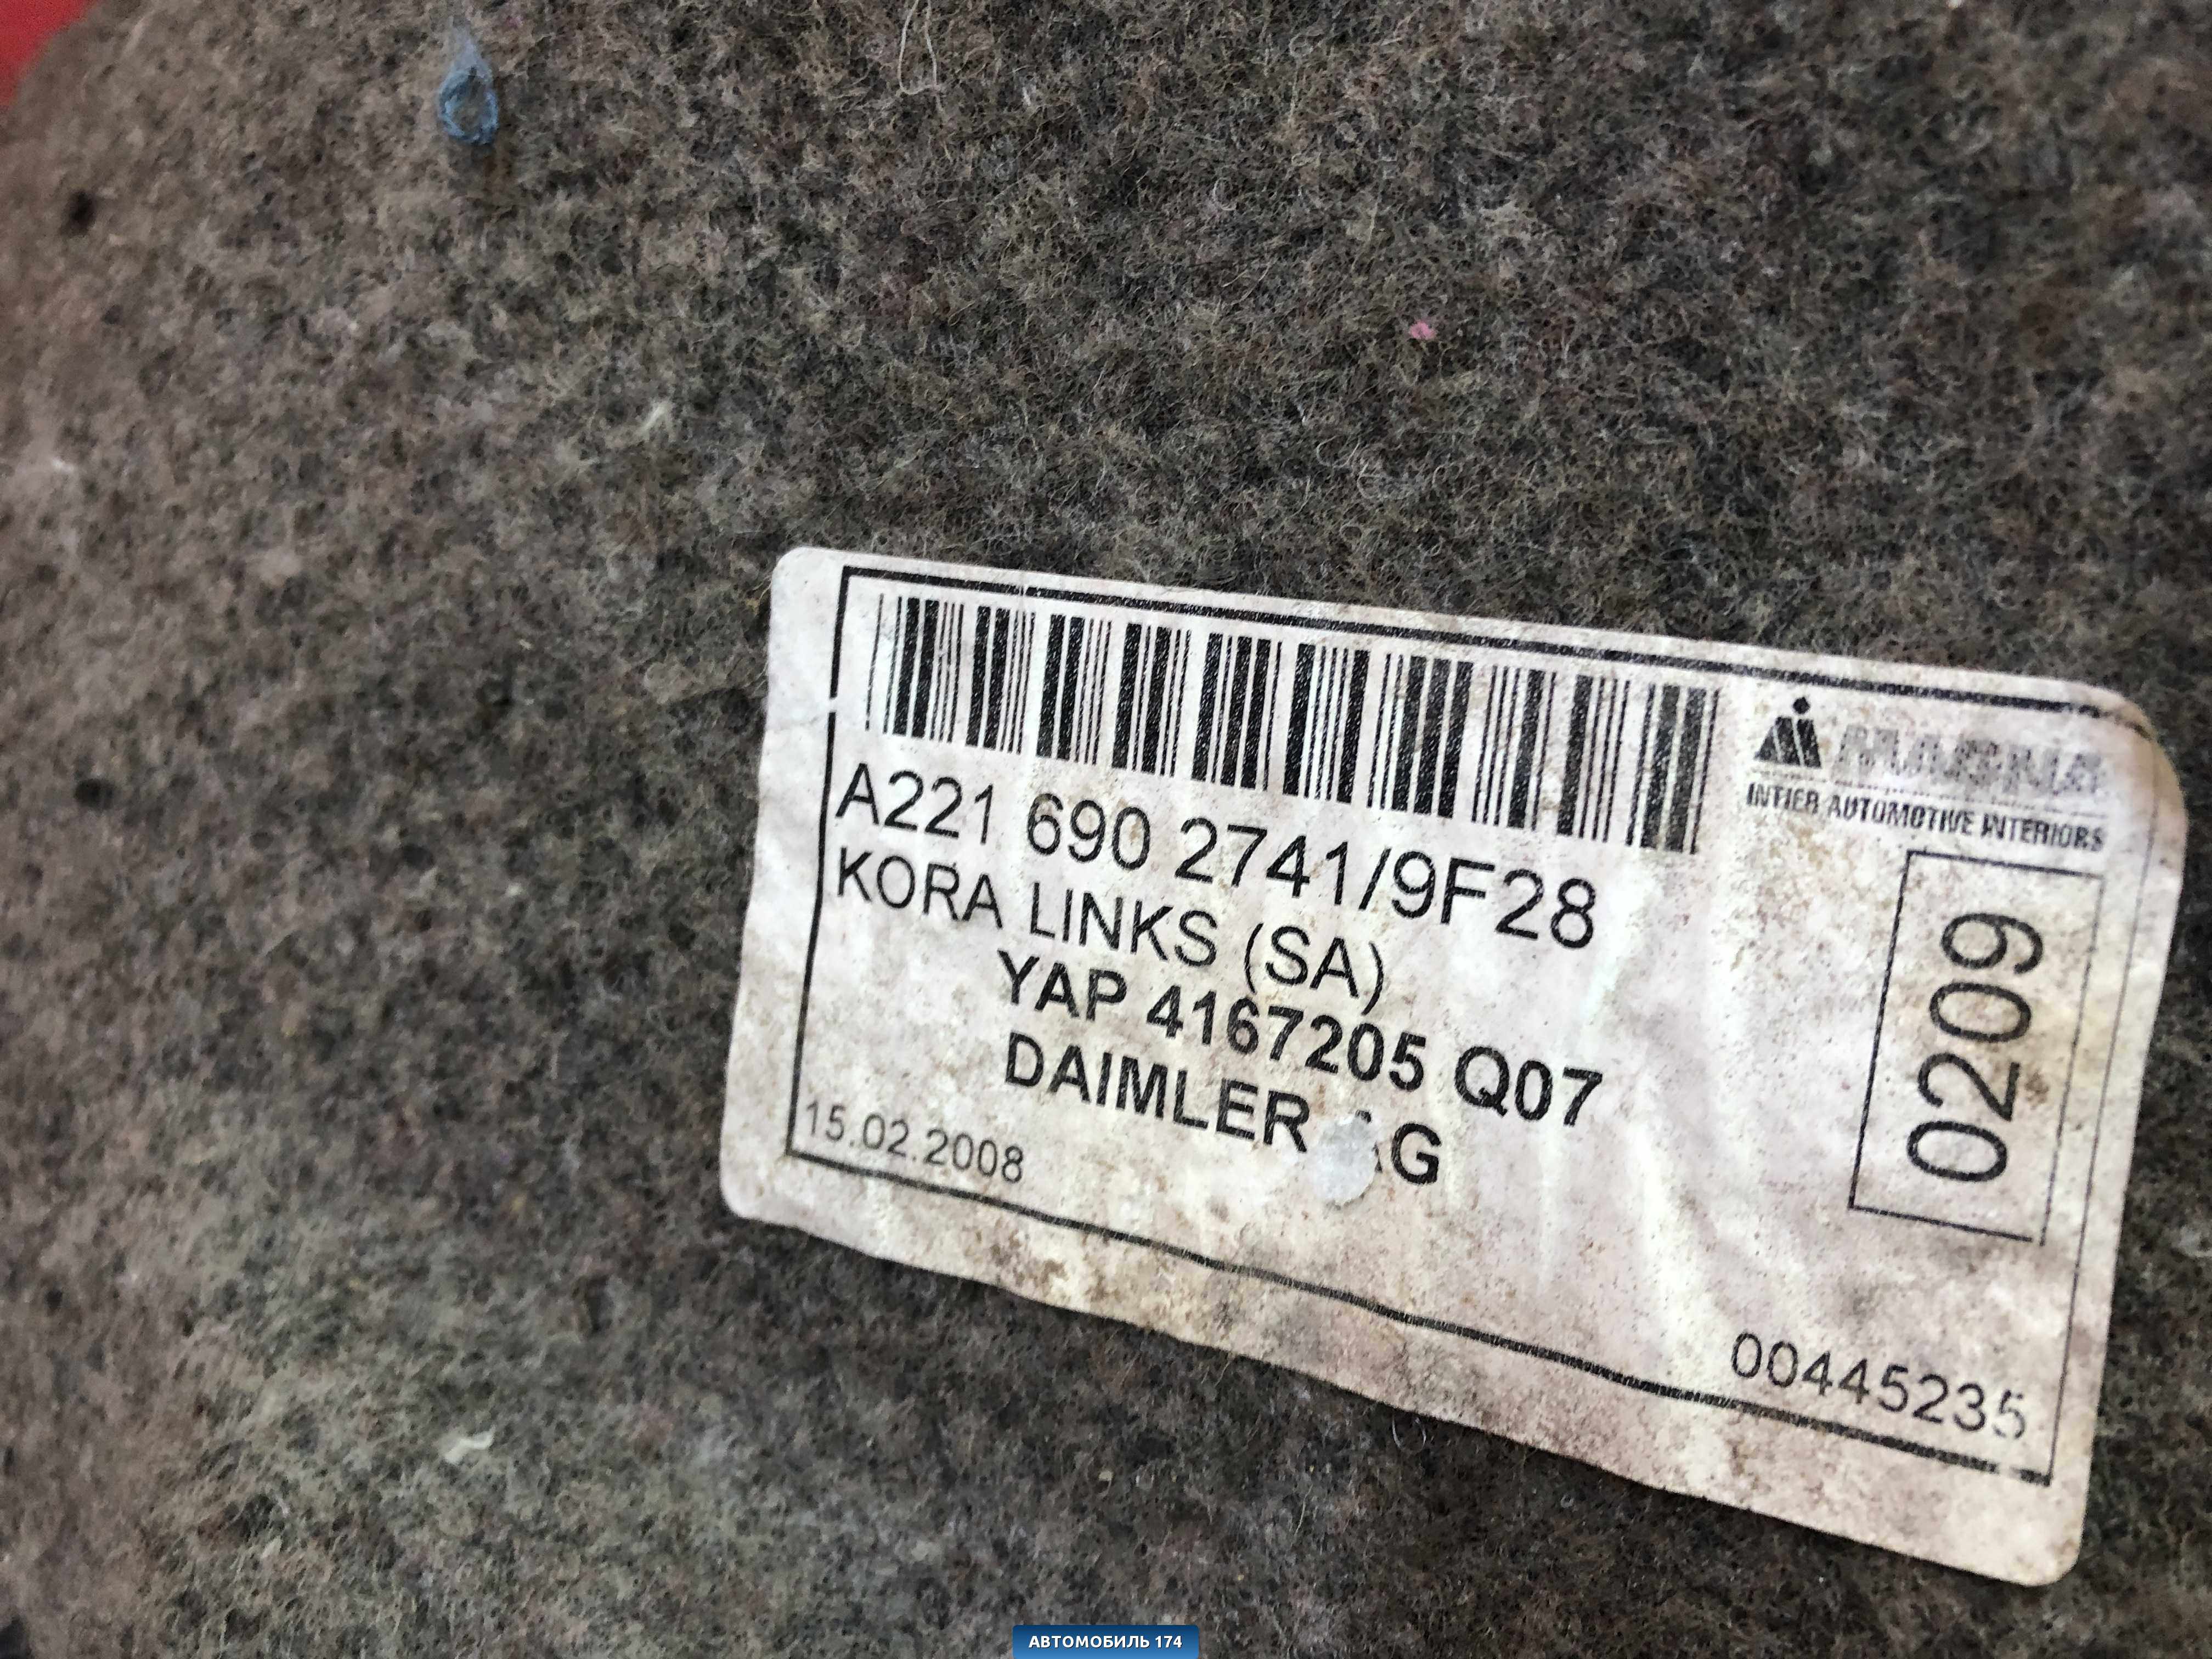 INTIER AUTOMOTIVE INTERIORS
A221 690 2741/9F28
KORA LINKS (SA)
YAP 4167205 Q07
DAIMLER AG
15.02.2008
0209
00445235
АВТОМОБИЛЬ 174